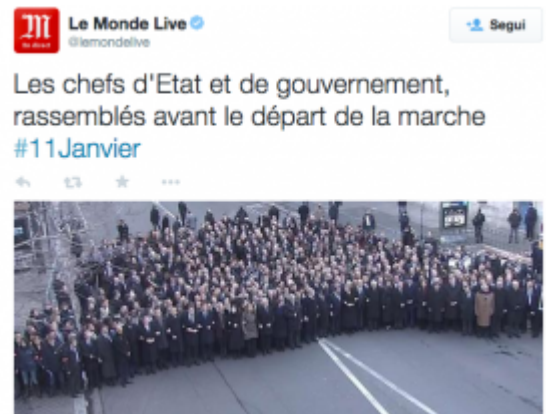 Le Monde Live
@lemondelive
Segui
Les chefs d'Etat et de gouvernement,
rassemblés avant le départ de la marche
#11Janvier